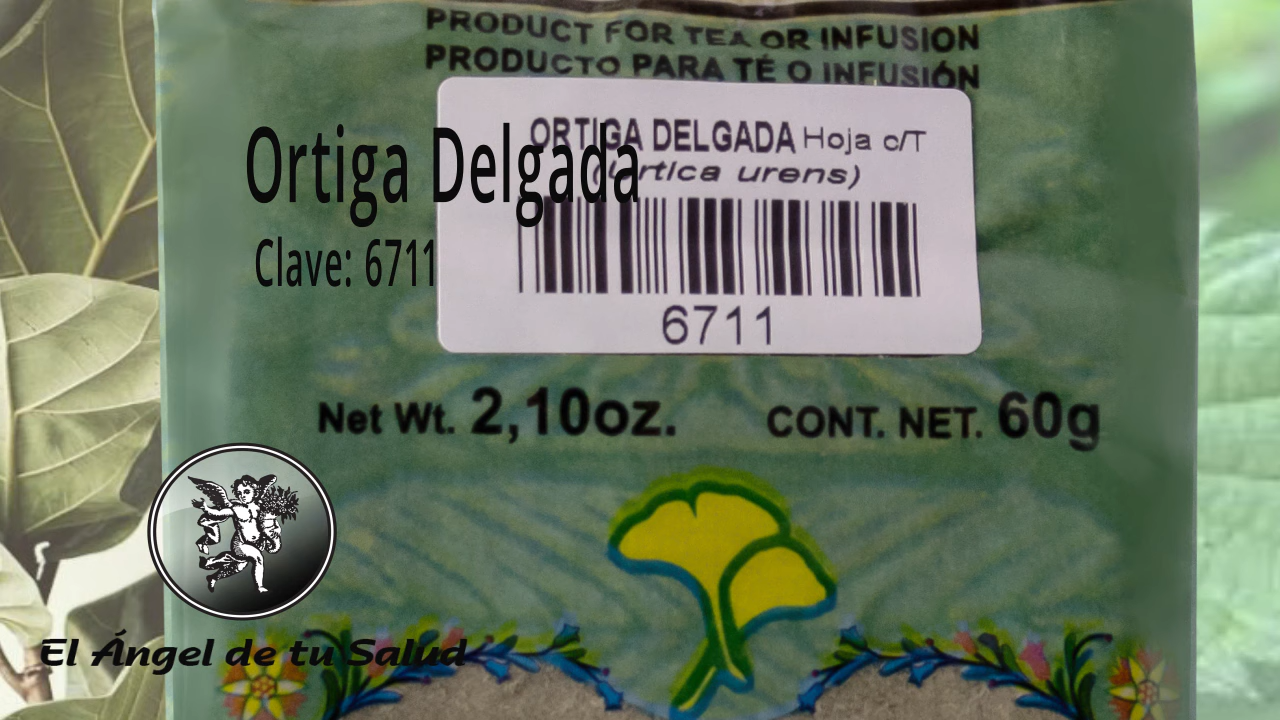 PRODUCT FOR TEA OR INFUSION
PRODUCTO PARA TÉ O INFUSIÓN
ORTIGA DELGADA Hoja c/T
(Urtica urens)
Ortiga Delgada
Clave: 6711
6711
Net Wt. 2,10oz. CONT. NET. 60g
El Ángel de tu Salud